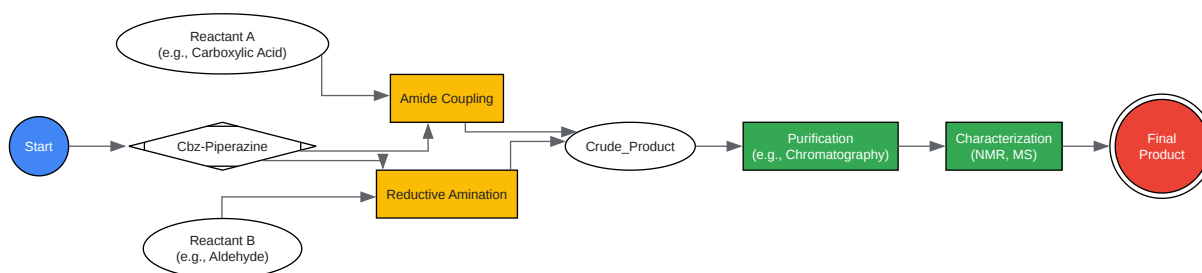 Start
Reactant A
(e.g., Carboxylic Acid)
Cbz-Piperazine
Reactant B
(e.g., Aldehyde)
Amide Coupling
Reductive Amination
Crude_Product
Purification
(e.g., Chromatography)
Characterization
(NMR, MS)
Final
Product